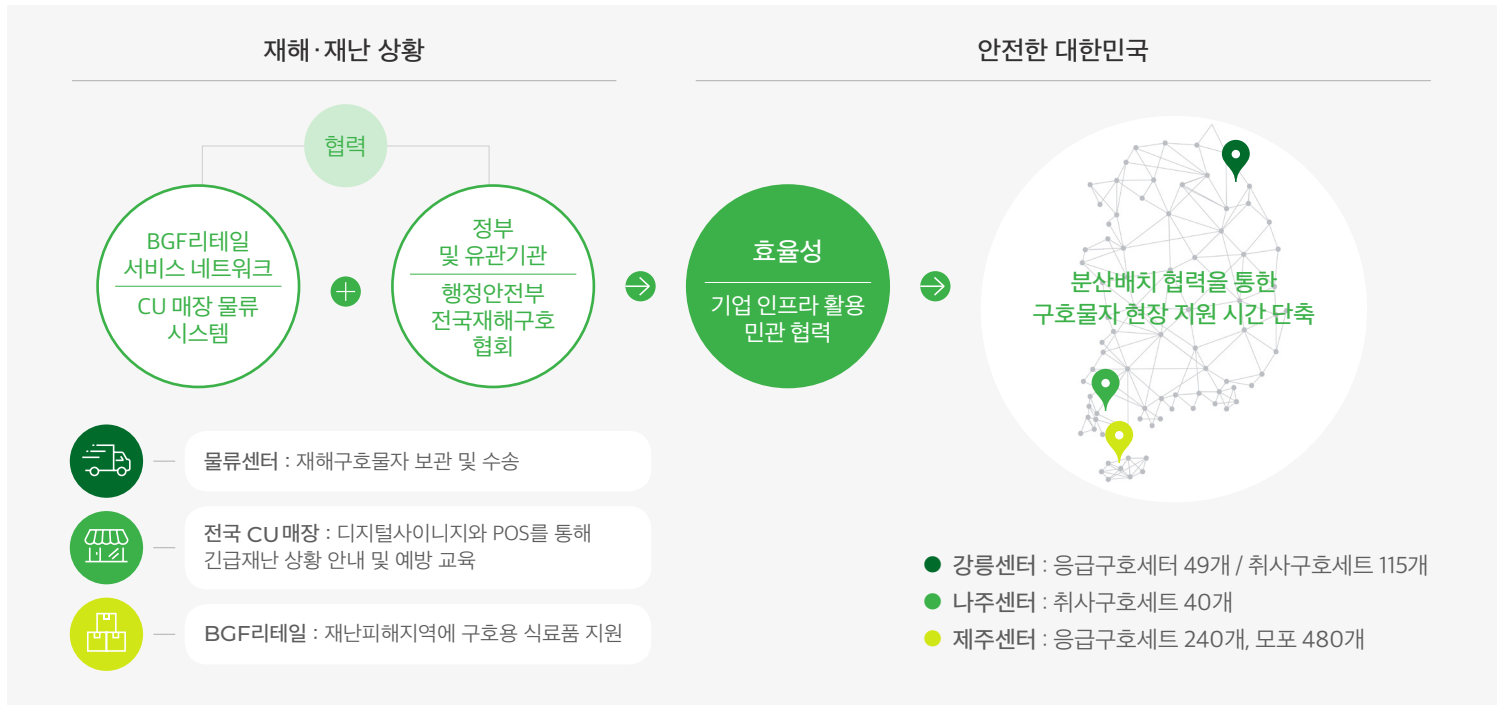 재해·재난 상황
안전한 대한민국
협력
BGF리테일
서비스 네트워크
CU 매장 물류
시스템
정부
및 유관기관
행정안전부
전국재해구호
협회
효율성
기업 인프라 활용
민관 협력
분산배치 협력을 통한
구호물자 현장 지원 시간 단축
물류센터 : 재해구호물자 보관 및 수송
전국 CU매장 : 디지털사이니지와 POS를 통해
긴급재난 상황 안내 및 예방 교육
BGF리테일 : 재난피해지역에 구호용 식료품 지원
강릉센터 : 응급구호세터 49개 / 취사구호세트 115개
나주센터 : 취사구호세트 40개
제주센터 : 응급구호세트 240개, 모포 480개